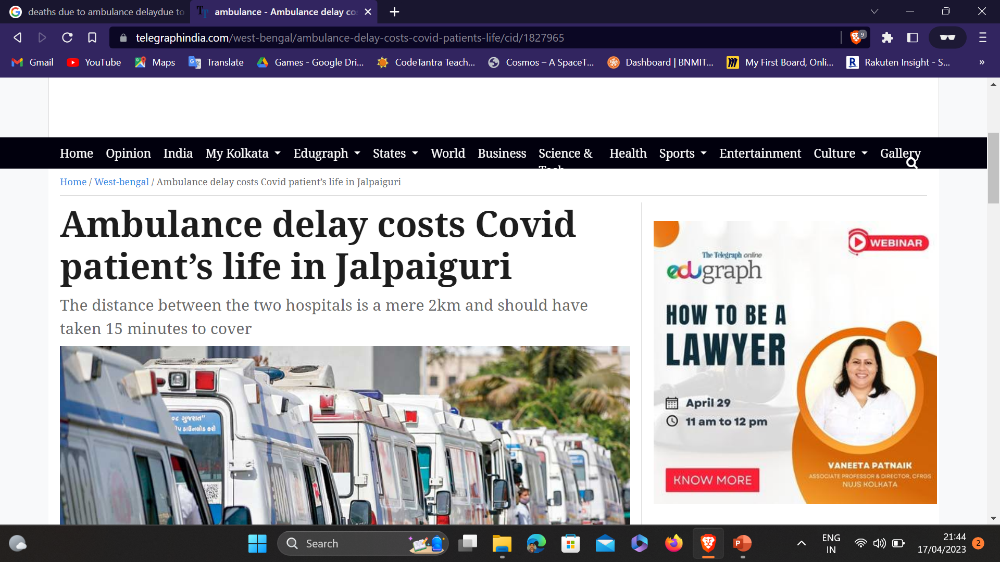 deaths due to ambulance delaydue to
ambulance - Ambulance delay co
telegraphindia.com/west-bengal/ambulance-delay-costs-covid-patients-life/cid/1827965
9
Gmail YouTube Maps Translate Games - Google Dri... CodeTantra Teach... Cosmos – A SpaceT... Dashboard | BNMIT... My First Board, Onli... Rakuten Insight - S... »
Home Opinion India My Kolkata Edugraph States World Business Science & Health Sports Entertainment Culture Gallery
Tech
Home / West-bengal / Ambulance delay costs Covid patient’s life in Jalpaiguri
Ambulance delay costs Covid
patient’s life in Jalpaiguri
The distance between the two hospitals is a mere 2km and should have
taken 15 minutes to cover
૦૮ ગુજરાત”
ડાઉનલોડ કરો
WEBINAR
The Telegraph online
edugraph
HOW TO BE A
LAWYER
April 29
11 am to 12 pm
KNOW MORE
VANEETA PATNAIK
ASSOCIATE PROFESSOR & DIRECTOR, CFRGS
NUJS KOLKATA
Search
ENG
IN
21:44
17/04/2023
2